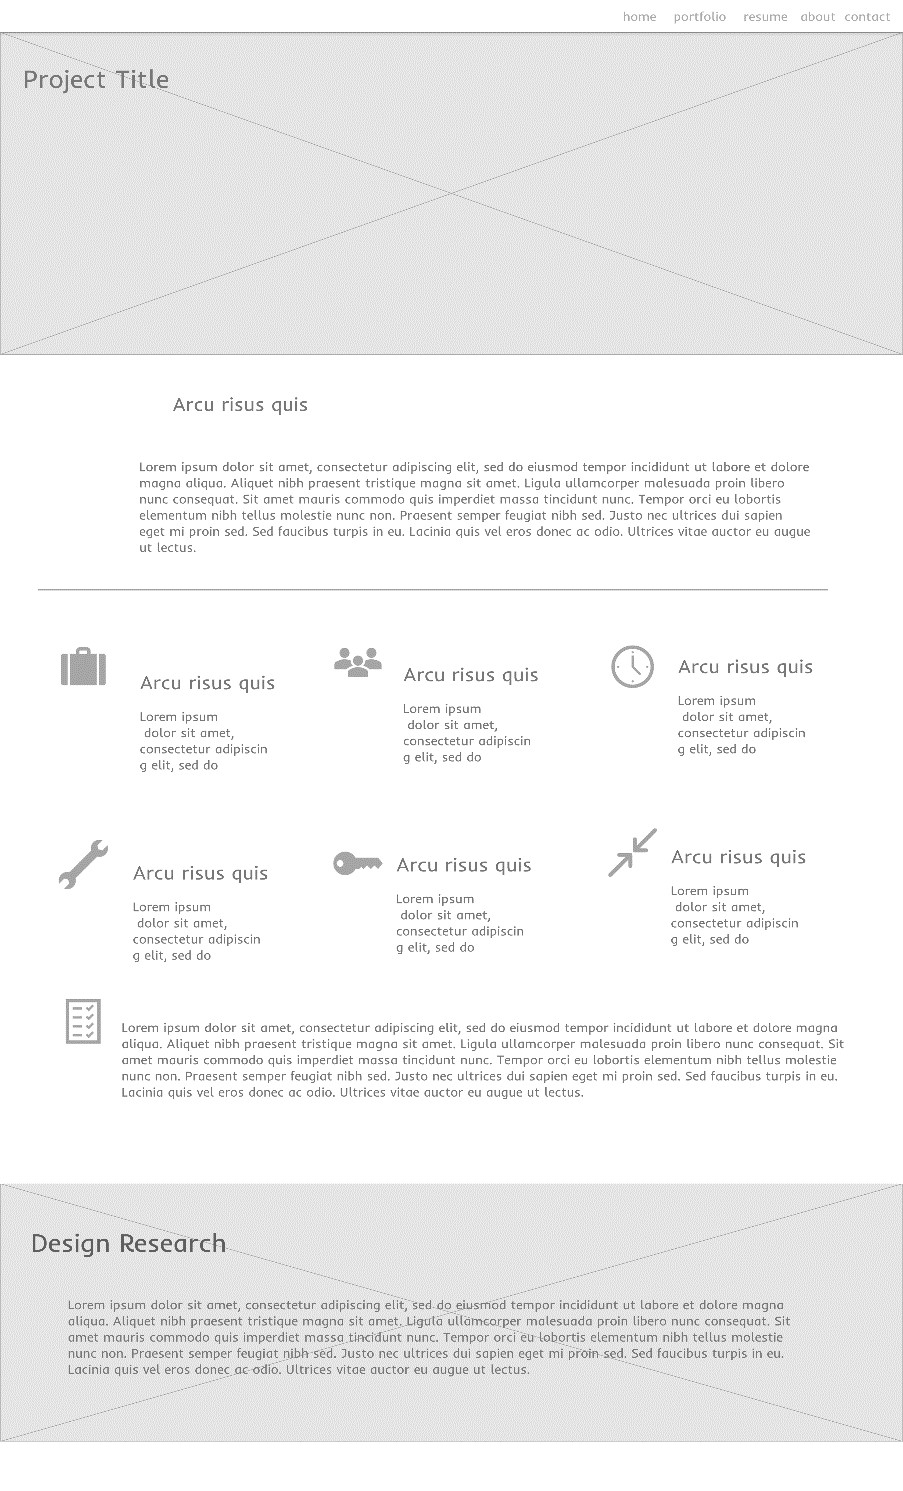 home portfolio resume about contact
Project Title
Arcu risus quis
Lorem ipsum dolor sit amet, consectetur adipiscing elit, sed do eiusmod tempor incididunt ut labore et dolore
magna aliqua. Aliquet nibh praesent tristique magna sit amet. Ligula ullamcorper malesuada proin libero
nunc consequat. Sit amet mauris commodo quis imperdiet massa tincidunt nunc. Tempor orci eu lobortis
elementum nibh tellus molestie nunc non. Praesent semper feugiat nibh sed. Justo nec ultrices dui sapien
eget mi proin sed. Sed faucibus turpis in eu. Lacinia quis vel eros donec ac odio. Ultrices vitae auctor eu augue
ut lectus.
Arcu risus quis
Lorem ipsum
dolor sit amet,
consectetur adipiscin
g elit, sed do
Arcu risus quis
Lorem ipsum
dolor sit amet,
consectetur adipiscin
g elit, sed do
Arcu risus quis
Lorem ipsum
dolor sit amet,
consectetur adipiscin
g elit, sed do
Arcu risus quis
Lorem ipsum
dolor sit amet,
consectetur adipiscin
g elit, sed do
Arcu risus quis
Lorem ipsum
dolor sit amet,
consectetur adipiscin
g elit, sed do
Arcu risus quis
Lorem ipsum
dolor sit amet,
consectetur adipiscin
g elit, sed do
Lorem ipsum dolor sit amet, consectetur adipiscing elit, sed do eiusmod tempor incididunt ut labore et dolore magna
aliqua. Aliquet nibh praesent tristique magna sit amet. Ligula ullamcorper malesuada proin libero nunc consequat. Sit
amet mauris commodo quis imperdiet massa tincidunt nunc. Tempor orci eu lobortis elementum nibh tellus molestie
nunc non. Praesent semper feugiat nibh sed. Justo nec ultrices dui sapien eget mi proin sed. Sed faucibus turpis in eu.
Lacinia quis vel eros donec ac odio. Ultrices vitae auctor eu augue ut lectus.
Design Research
Lorem ipsum dolor sit amet, consectetur adipiscing elit, sed do eiusmod tempor incididunt ut labore et dolore magna
aliqua. Aliquet nibh praesent tristique magna sit amet. Ligula ullamcorper malesuada proin libero nunc consequat. Sit
amet mauris commodo quis imperdiet massa tincidunt nunc. Tempor orci eu lobortis elementum nibh tellus molestie
nunc non. Praesent semper feugiat nibh sed. Justo nec ultrices dui sapien eget mi proin sed. Sed faucibus turpis in eu.
Lacinia quis vel eros donec ac odio. Ultrices vitae auctor eu augue ut lectus.